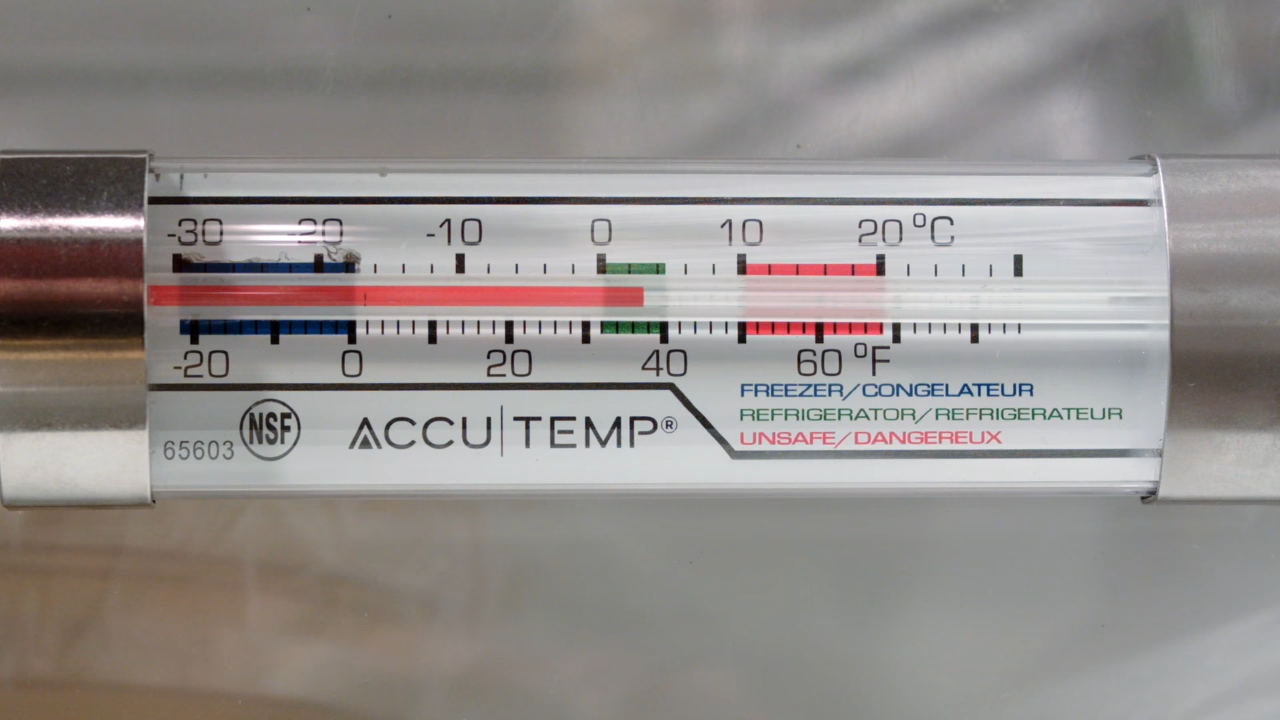 -30 -20 -10 0 10 20 °C
-20 0 20 40 60 °F
FREEZER/CONGELATEUR
REFRIGERATOR/REFRIGERATEUR
UNSAFE/DANGEREUX
65603 NSF ACCU|TEMP®